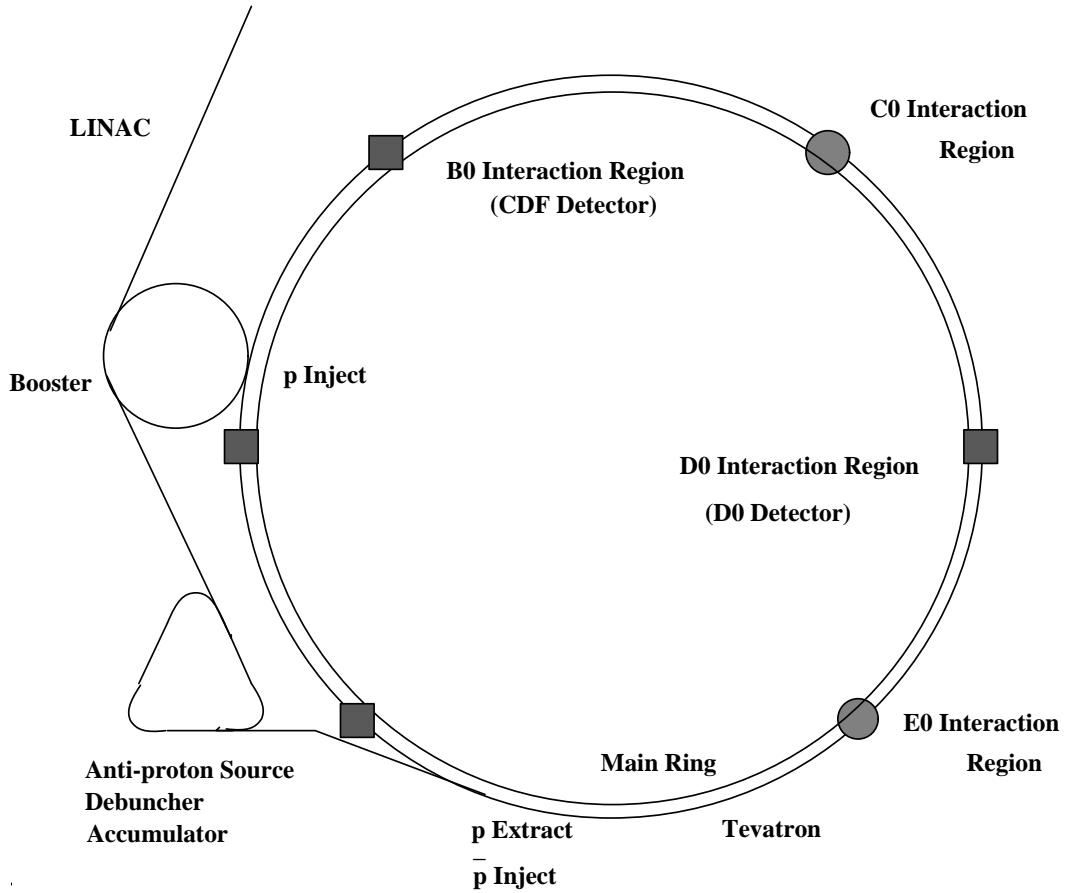 LINAC
C0 Interaction
Region
B0 Interaction Region
(CDF Detector)
p Inject
Booster
D0 Interaction Region
(D0 Detector)
E0 Interaction
Region
Main Ring
Anti-proton Source
Debuncher
Accumulator
p Extract
p̅ Inject
Tevatron